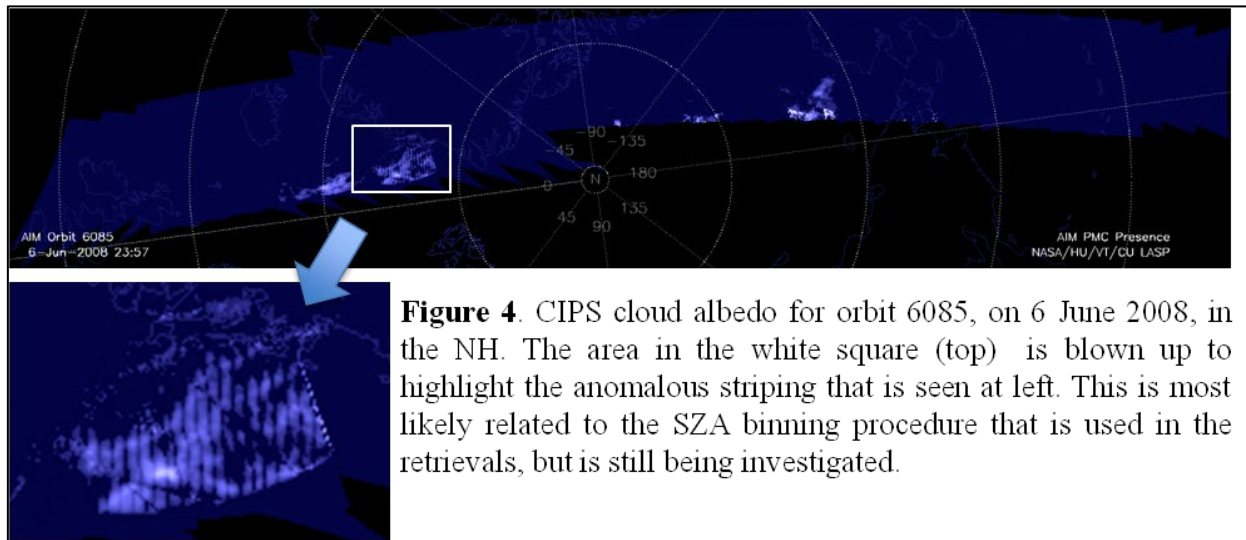 -90
-135
-45
0
N
180
45
135
90
AIM Orbit 6085
6-Jun-2008 23:57
AIM PMC Presence
NASA/HU/VT/CU LASP
Figure 4. CIPS cloud albedo for orbit 6085, on 6 June 2008, in
the NH. The area in the white square (top) is blown up to
highlight the anomalous striping that is seen at left. This is most
likely related to the SZA binning procedure that is used in the
retrievals, but is still being investigated.